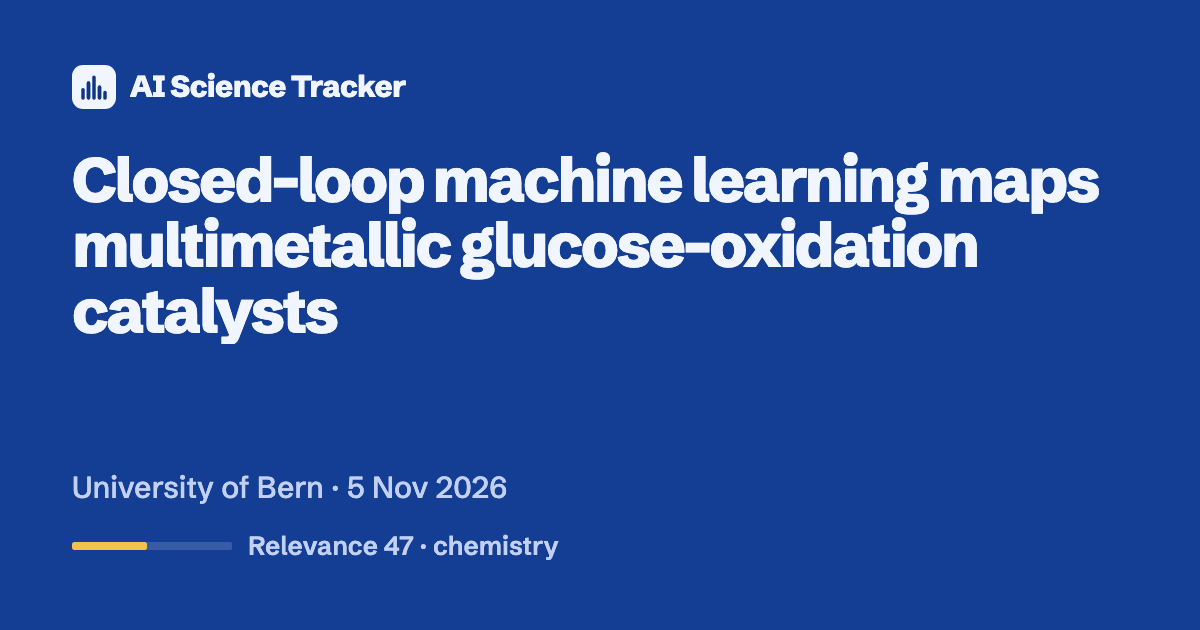 AI Science Tracker
Closed-loop machine learning maps
multimetallic glucose-oxidation
catalysts
University of Bern · 5 Nov 2026
Relevance 47 · chemistry